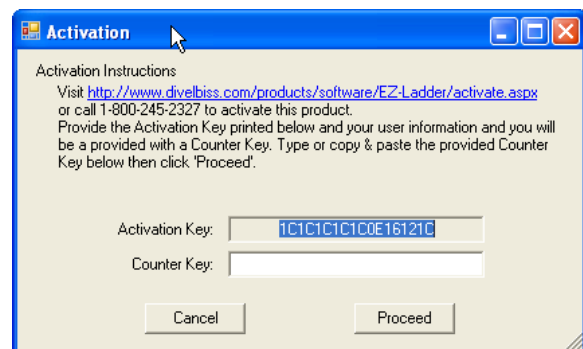 Activation
Activation Instructions
Visit http://www.divelbiss.com/products/software/EZ-Ladder/activate.aspx
or call 1-800-245-2327 to activate this product.
Provide the Activation Key printed below and your user information and you will
be a provided with a Counter Key. Type or copy & paste the provided Counter
Key below then click 'Proceed'.
Activation Key: 1C1C1C1C1C0E16121C
Counter Key:
Cancel Proceed